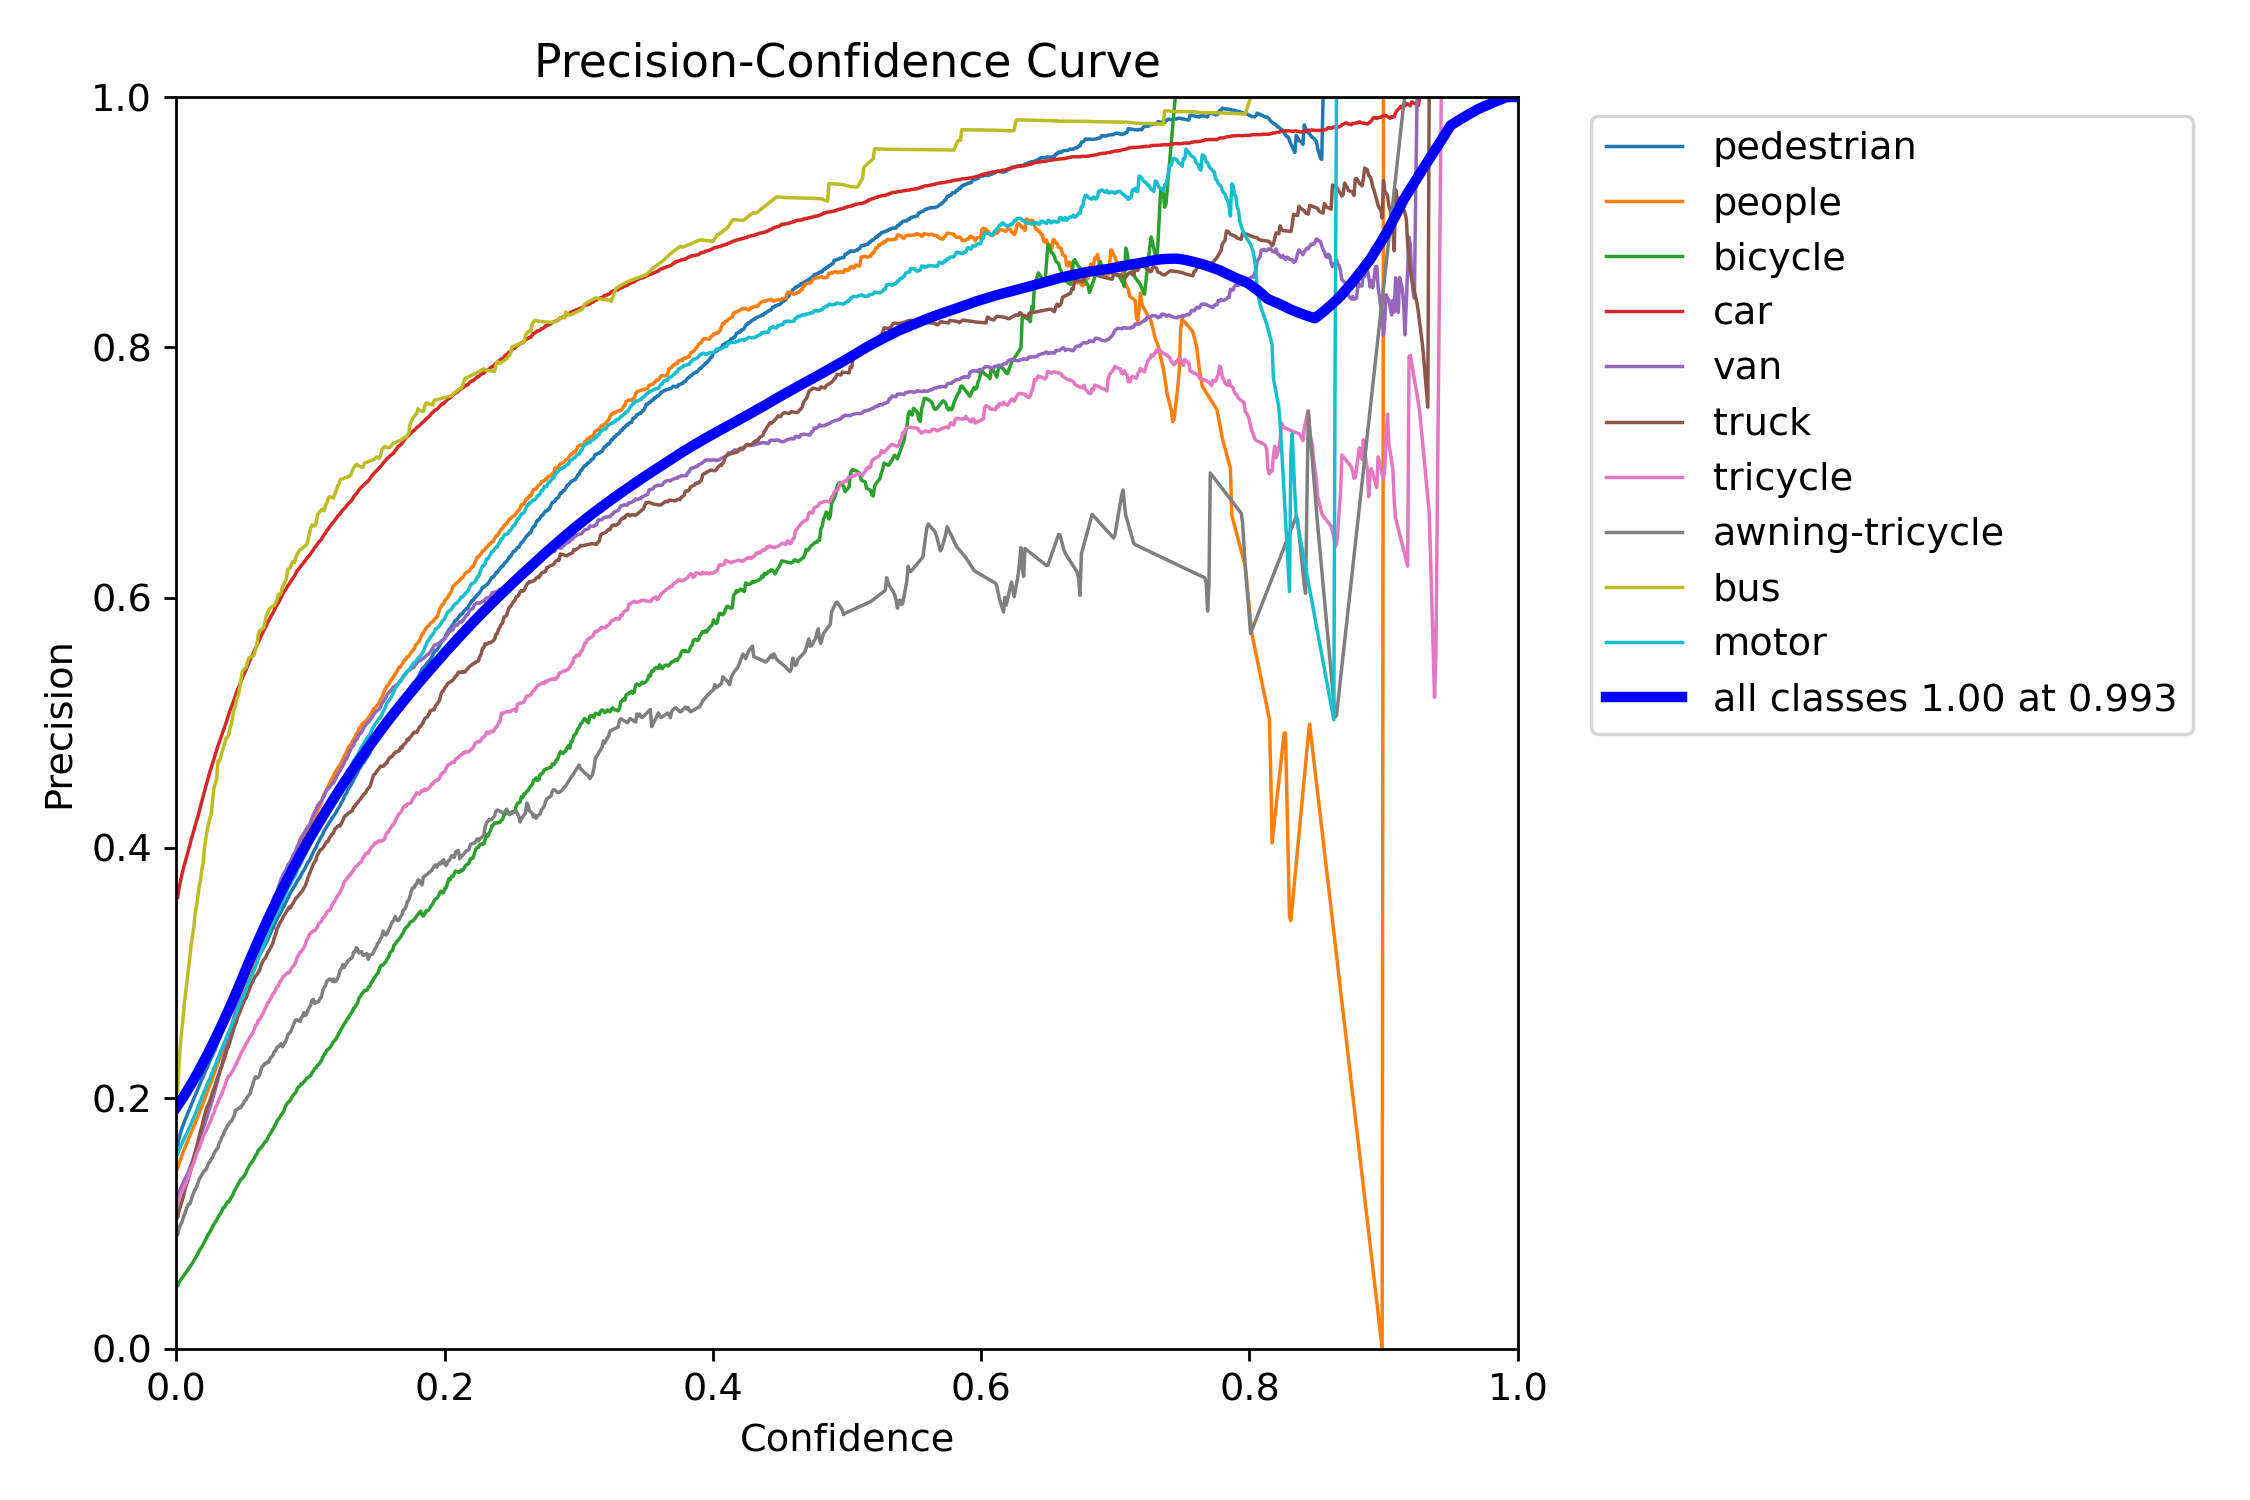 Precision-Confidence Curve
1.0
0.8
0.6
0.4
0.2
0.0
Precision
0.0 0.2 0.4 0.6 0.8 1.0
Confidence
pedestrian
people
bicycle
car
van
truck
tricycle
awning-tricycle
bus
motor
all classes 1.00 at 0.993